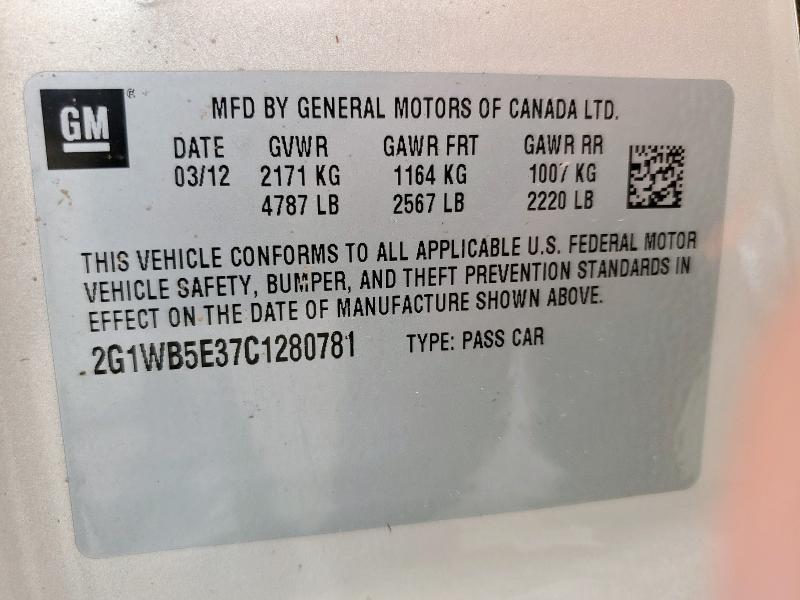 GM ®
MFD BY GENERAL MOTORS OF CANADA LTD.
DATE GVWR GAWR FRT GAWR RR
03/12 2171 KG 1164 KG 1007 KG
4787 LB 2567 LB 2220 LB
THIS VEHICLE CONFORMS TO ALL APPLICABLE U.S. FEDERAL MOTOR
VEHICLE SAFETY, BUMPER, AND THEFT PREVENTION STANDARDS IN
EFFECT ON THE DATE OF MANUFACTURE SHOWN ABOVE.
2G1WB5E37C1280781 TYPE: PASS CAR